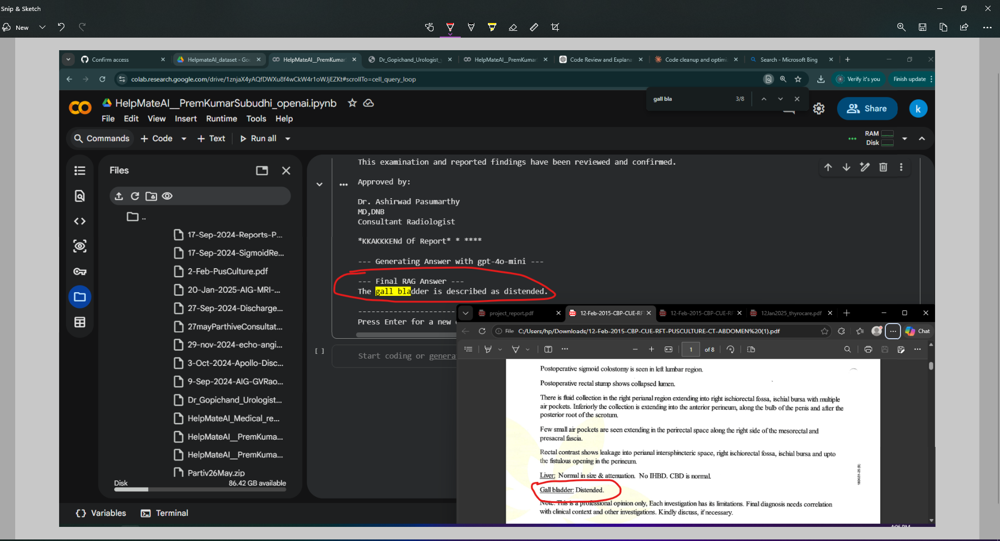 Snip & Sketch
New
Confirm access
HelpmateAI_dataset - Goo
HelpMateAI__PremKumar
Dr_Gopichand_Urologist_
HelpMateAI__PremKumar
Code Review and Explana
Code cleanup and optimi
Search - Microsoft Bing
colab.research.google.com/drive/1znjaX4yAQfDWXu8f4wCkW4r1oWJjEZKt#scrollTo=cell_query_loop
Verify it's you
Finish update
gall bla
3/8
CO
HelpMateAI__PremKumarSubudhi_openai.ipynb
Share
k
File Edit View Insert Runtime Tools Help
Commands
+ Code
+ Text
Run all
RAM
Disk
Files
..
17-Sep-2024-Reports-P...
17-Sep-2024-SigmoidRe...
2-Feb-PusCulture.pdf
20-Jan-2025-AIG-MRI-...
27-Sep-2024-Discharge...
27mayParthiveConsultat...
29-nov-2024-echo-angi...
3-Oct-2024-Apollo-Disc...
9-Sep-2024-AIG-GVRao...
Dr_Gopichand_Urologist...
HelpMateAI_Medical_re...
HelpMateAI__PremKuma...
HelpMateAI__PremKuma...
Partiv26May.zip
Disk
86.42 GB available
Variables
Terminal
This examination and reported findings have been reviewed and confirmed.
Approved by:
Dr. Ashirwad Pasumarthy
MD,DNB
Consultant Radiologist
*KKAKKKENd Of Report* * ****
--- Generating Answer with gpt-4o-mini ---
--- Final RAG Answer ---
The gall bladder is described as distended.
----------------------
Press Enter for a new
[ ]
Start coding or genera
project_report.pdf
12-Feb-2015-CBP-CUE-RF
12-Feb-2015-CBP-CUE-RF
12Jan2025_thyrocare.pdf
File C:/Users/hp/Downloads/12-Feb-2015-CBP-CUE-RFT-PUSCULTURE-CT-ABDOMEN%20(1).pdf
Chat
1
of 8
Postoperative sigmoid colostomy is seen in left lumbar region.
Postoperative rectal stump shows collapsed lumen.
There is fluid collection in the right perianal region extending into right ischiorectal fossa, ischial bursa with multiple
air pockets. Inferiorly the collection is extending into the anterior perineum, along the bulb of the penis and after the
posterior root of the scrotum.
Few small air pockets are seen extending in the perirectal space along the right side of the mesorectal and
presacral fascia.
Rectal contrast shows leakage into perianal intersphincteric space, right ischiorectal fossa, ischial bursa and upto
the fistulous opening in the perineum.
Liver: Normal in size & attenuation. No IHBD. CBD is normal.
Gall bladder: Distended.
Note: This is a professional opinion only, Each investigation has its limitations. Final diagnosis needs correlation
with clinical context and other investigations. Kindly discuss, if necessary.